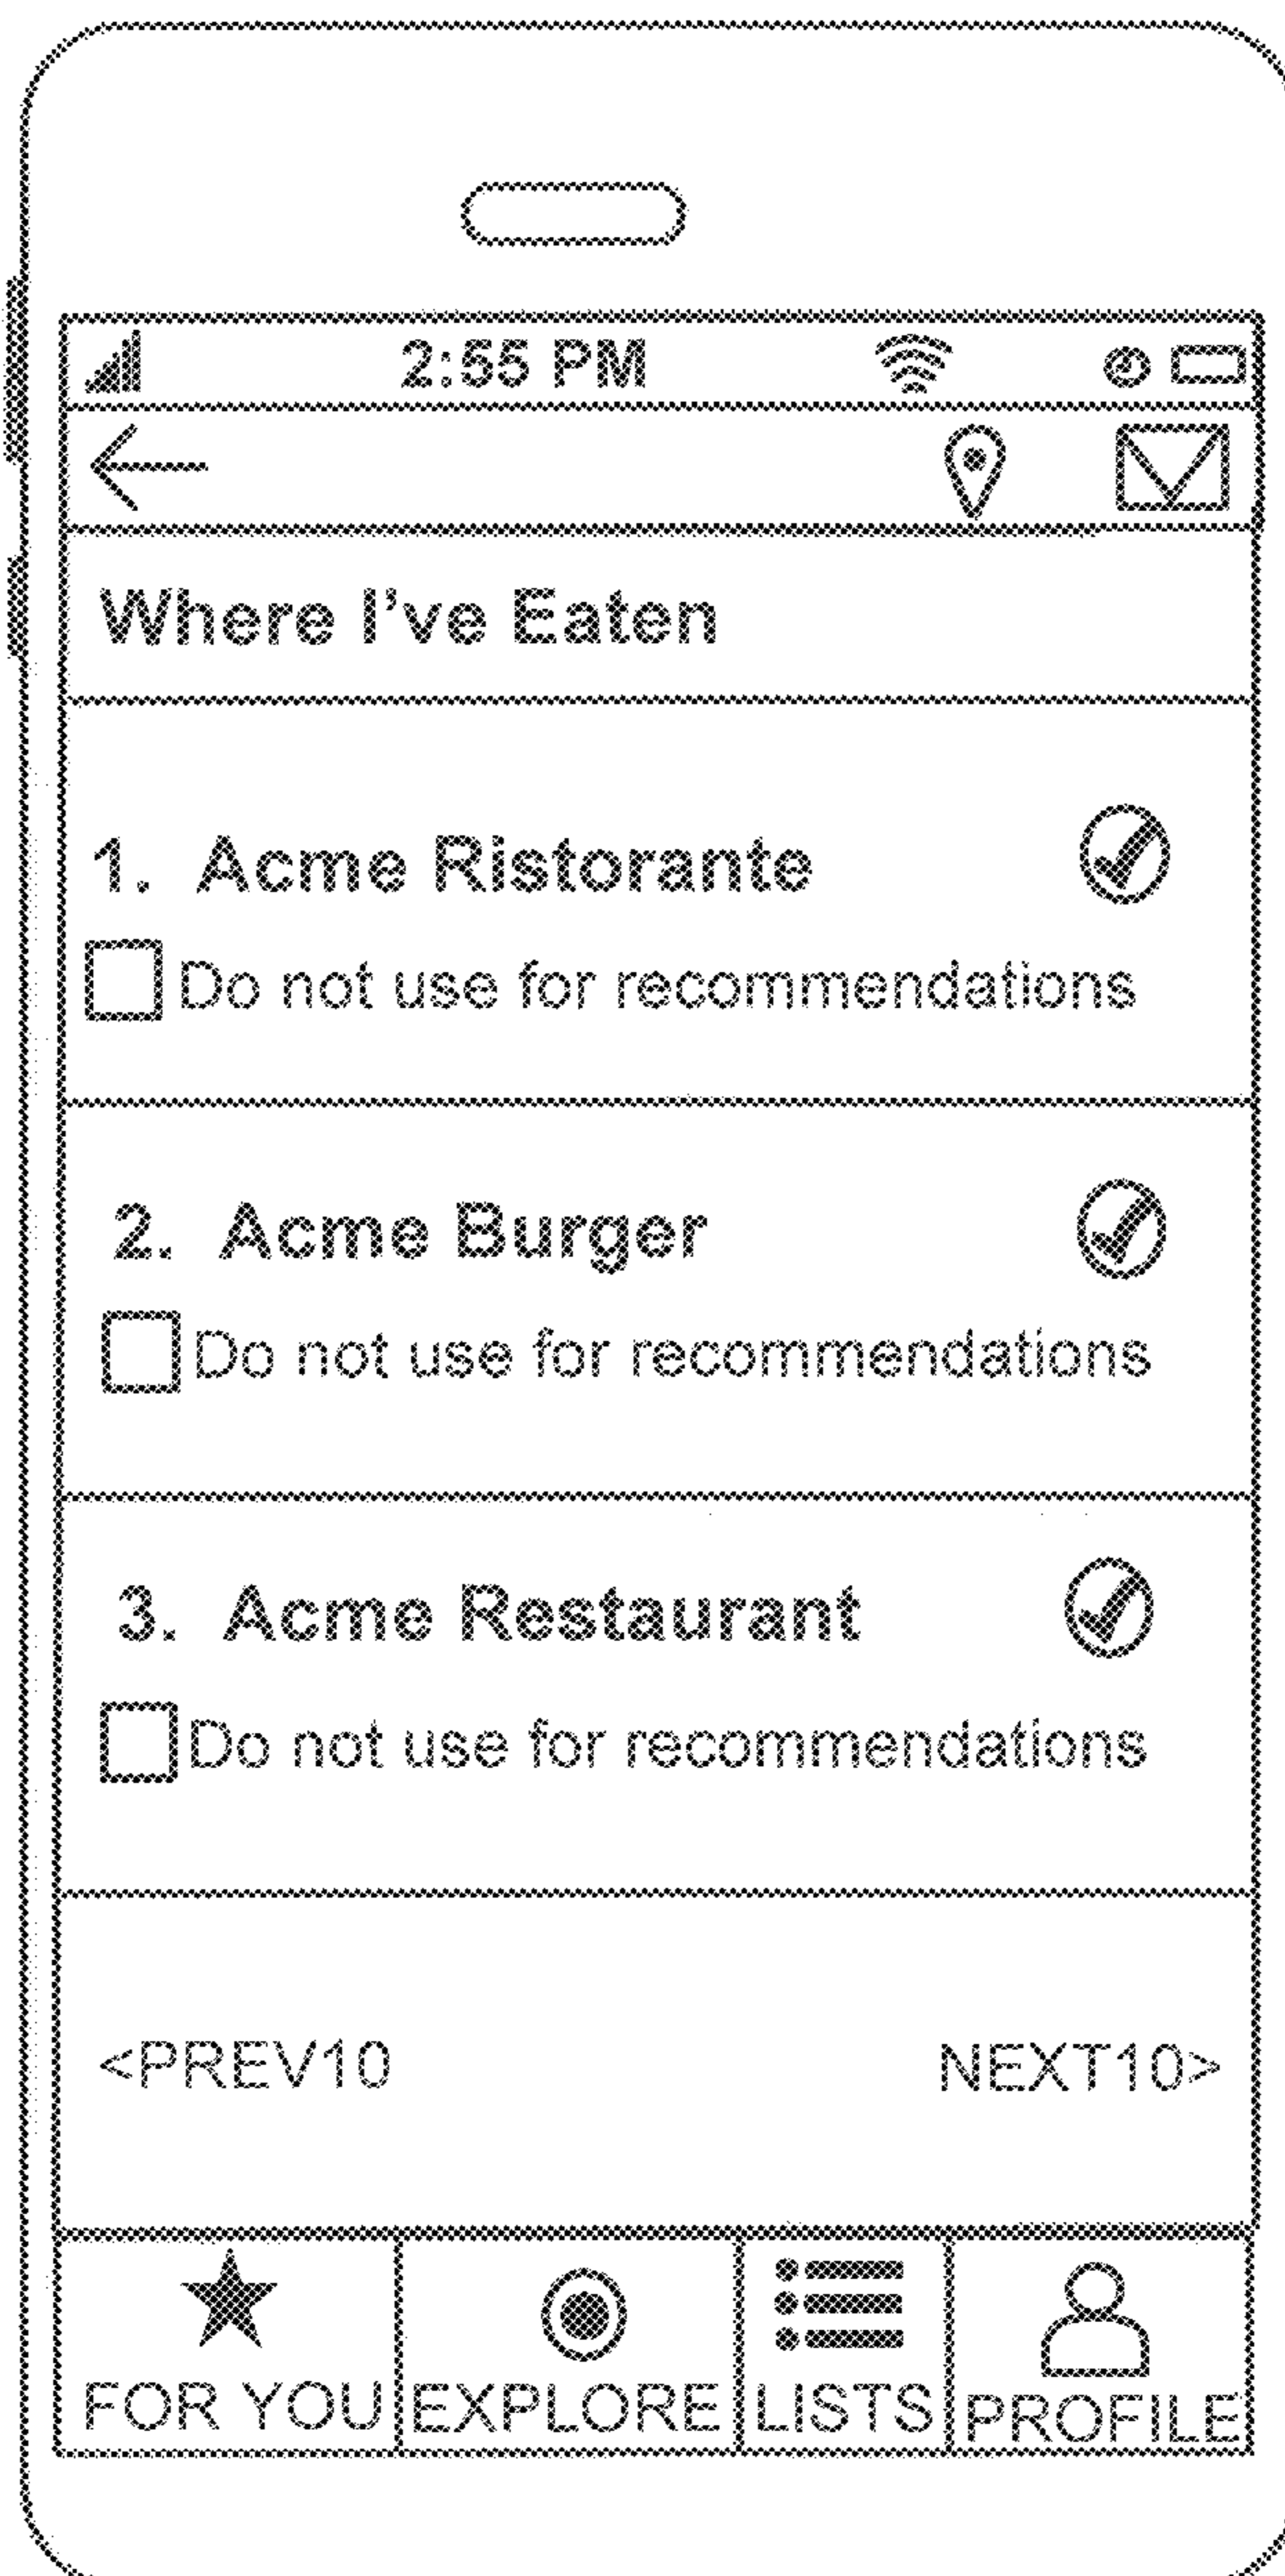 2:55 PM
Where I've Eaten
1. Acme Ristorante
Do not use for recommendations
2. Acme Burger
Do not use for recommendations
3. Acme Restaurant
Do not use for recommendations
<PREV10 NEXT10>
FOR YOU EXPLORE LISTS PROFILE